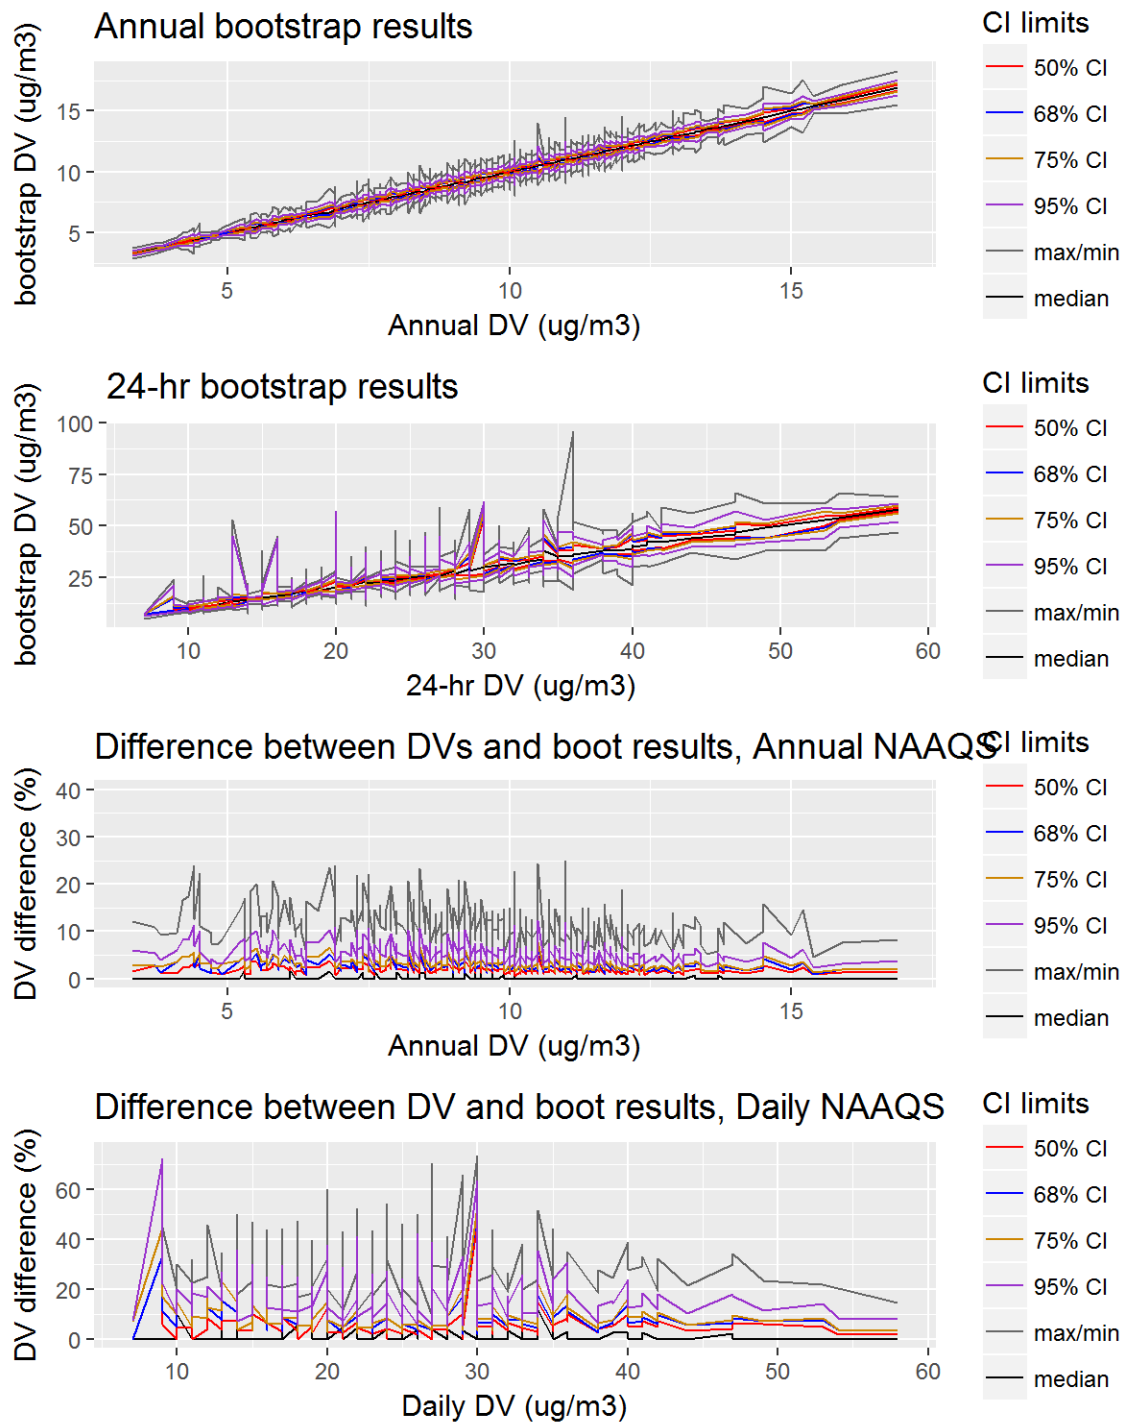 Annual bootstrap results
bootstrap DV (ug/m3)
15
10
5
5
10
15
Annual DV (ug/m3)
CI limits
50% CI
68% CI
75% CI
95% CI
max/min
median
24-hr bootstrap results
bootstrap DV (ug/m3)
100
75
50
25
10
20
30
40
50
60
24-hr DV (ug/m3)
CI limits
50% CI
68% CI
75% CI
95% CI
max/min
median
Difference between DVs and boot results, Annual NAAQS
DV difference (%)
40
30
20
10
0
5
10
15
Annual DV (ug/m3)
CI limits
50% CI
68% CI
75% CI
95% CI
max/min
median
Difference between DV and boot results, Daily NAAQS
DV difference (%)
60
40
20
0
10
20
30
40
50
60
Daily DV (ug/m3)
CI limits
50% CI
68% CI
75% CI
95% CI
max/min
median